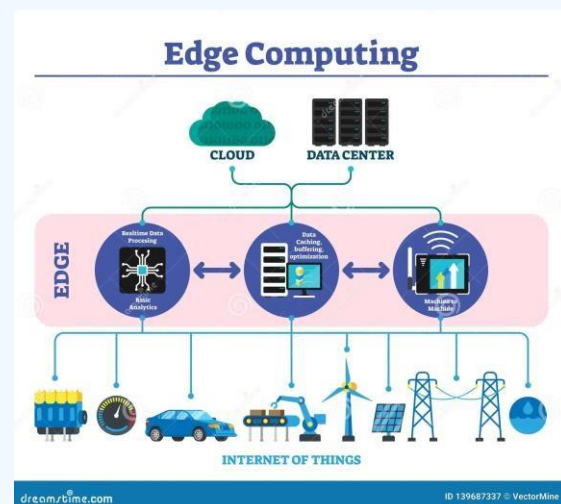 Edge Computing
CLOUD
DATA CENTER
EDGE
Realtime Data
Procesing
Basic
Analytics
Data
Caching,
buffering,
optimization
Machine to
Machine
INTERNET OF THINGS
dreamstime.com
ID 139687337 © VectorMine